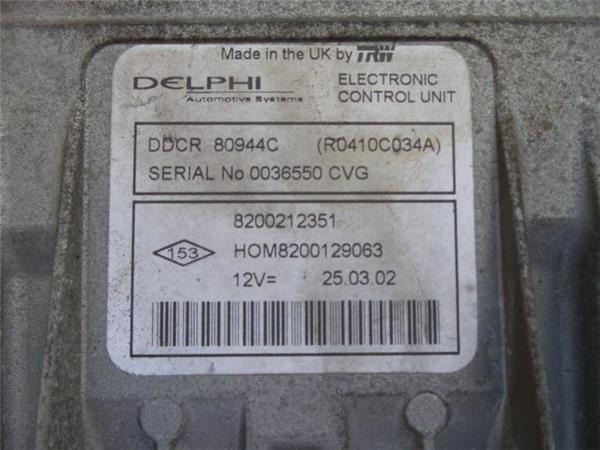 Made in the UK by TRW
DELPHI
Automotive Systems
ELECTRONIC
CONTROL UNIT
DDCR 80944C (R0410C034A)
SERIAL No 0036550 CVG
8200212351
153 HOM8200129063
12V= 25.03.02